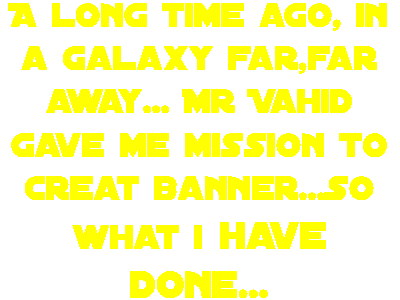 A LONG TIME AGO, IN
A GALAXY FAR,FAR
AWAY... MR VAHID
GAVE ME MISSION TO
CREAT BANNER...SO
WHAT I HAVE
DONE...